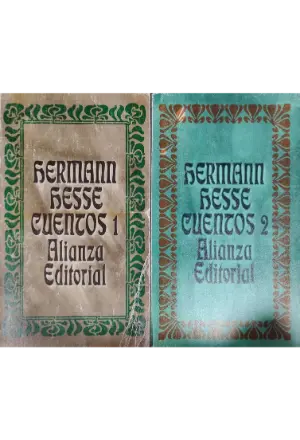 HERMANN
HESSE
CUENTOS 1
Alianza
Editorial
HERMANN
HESSE
CUENTOS 2
Alianza
Editorial